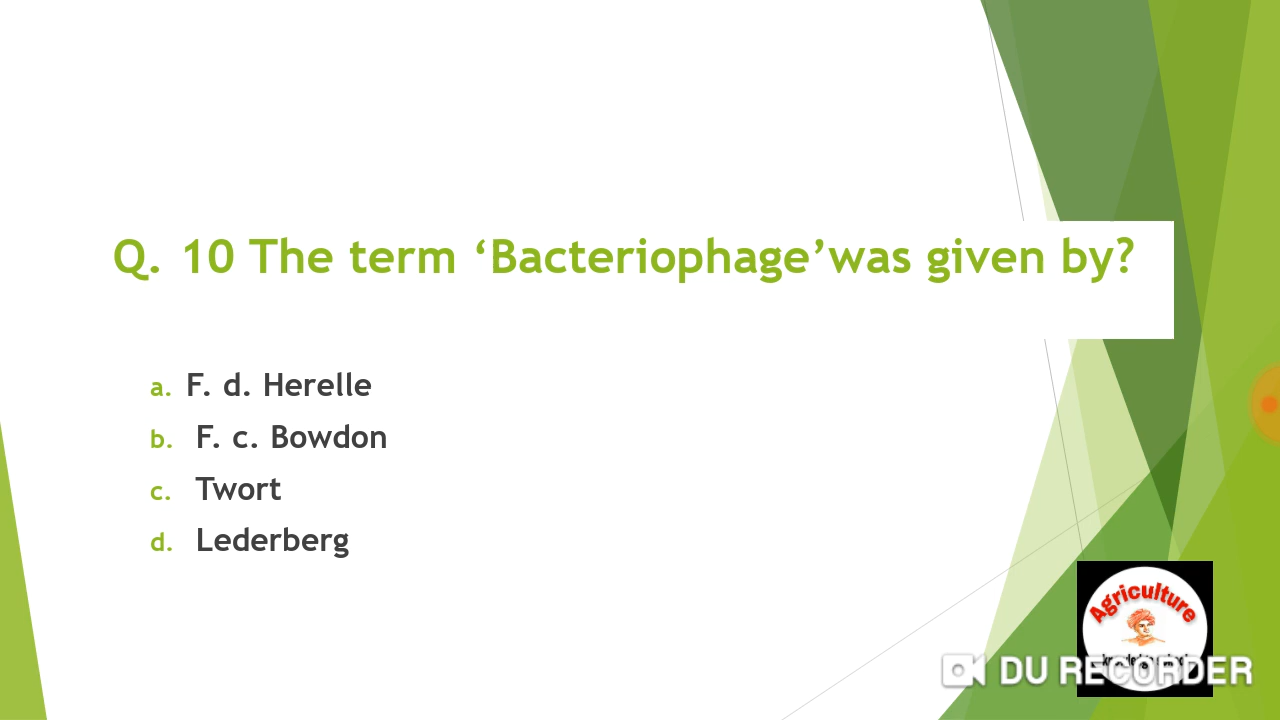 Q. 10 The term ‘Bacteriophage’was given by?
a. F. d. Herelle
b. F. c. Bowdon
c. Twort
d. Lederberg
Agriculture
DU RECORDER